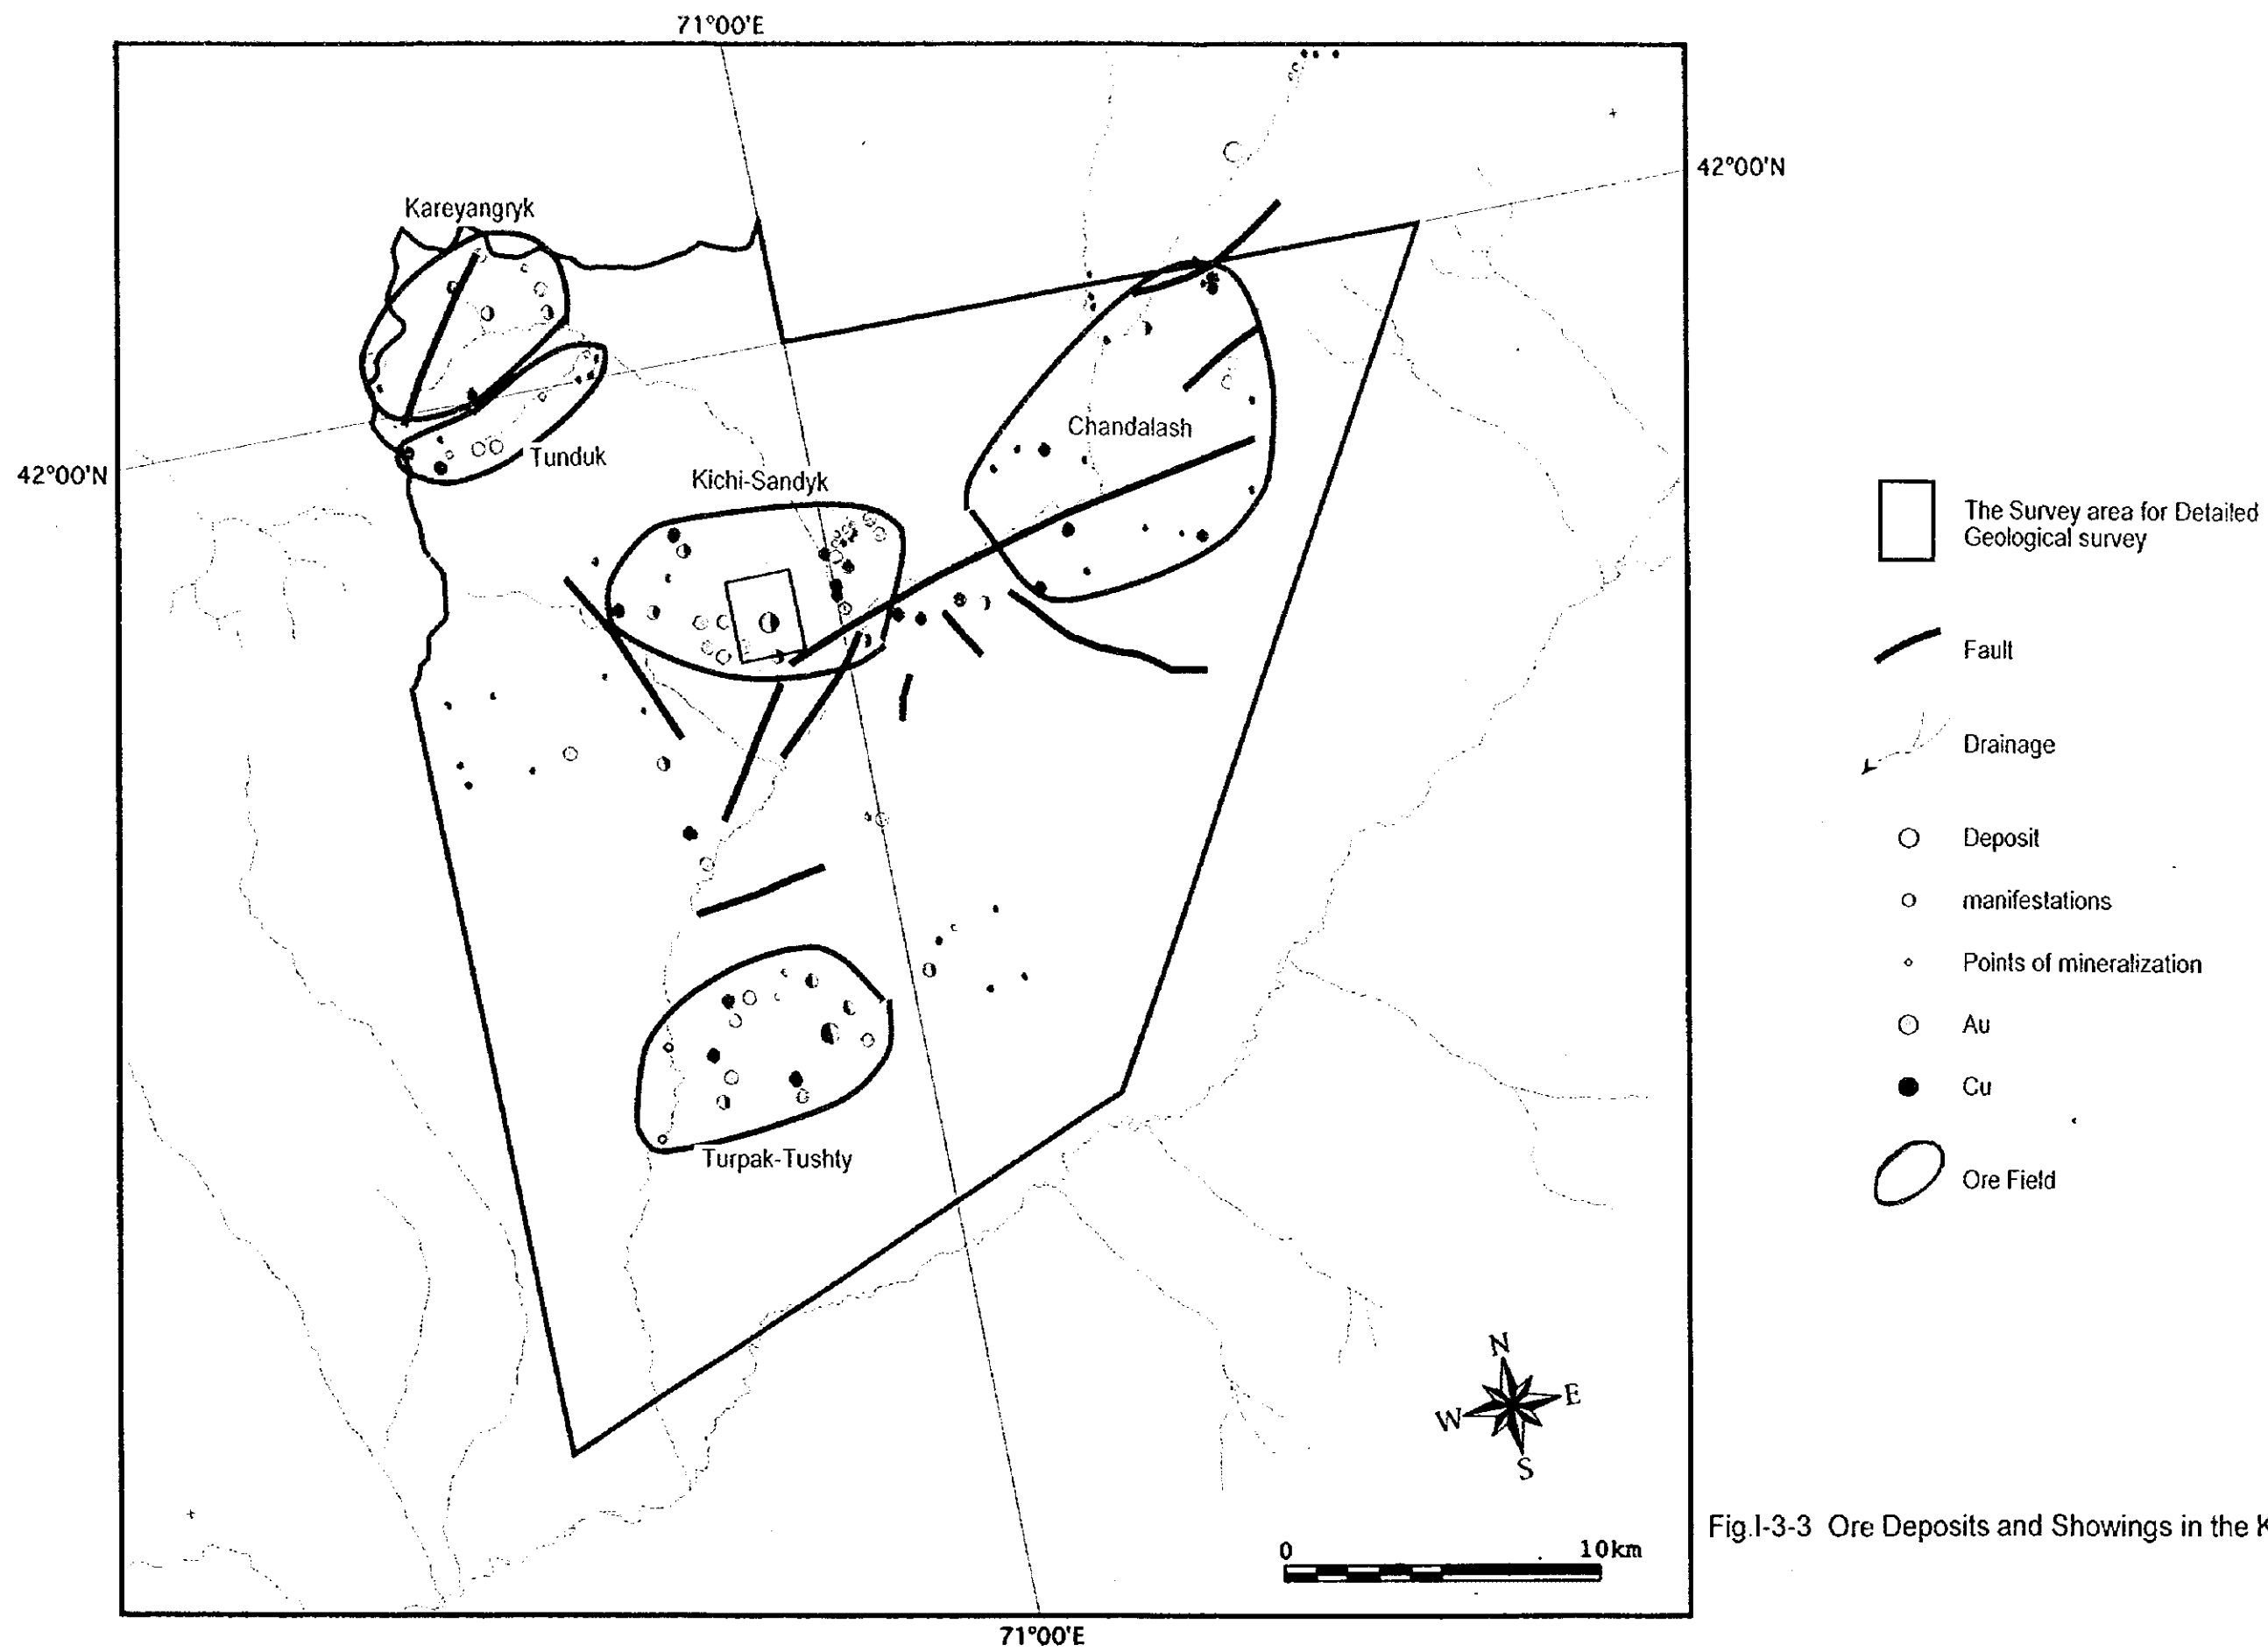 71°00'E
42°00'N
Kareyangryk
Chandalash
Tunduk
42°00'N
Kichi-Sandyk
The Survey area for Detailed
Geological survey
Fault
Drainage
Deposit
manifestations
Points of mineralization
Au
Cu
Ore Field
Turpak-Tushty
N
E
W
S
Fig.I-3-3 Ore Deposits and Showings in the
0 10km
71°00'E